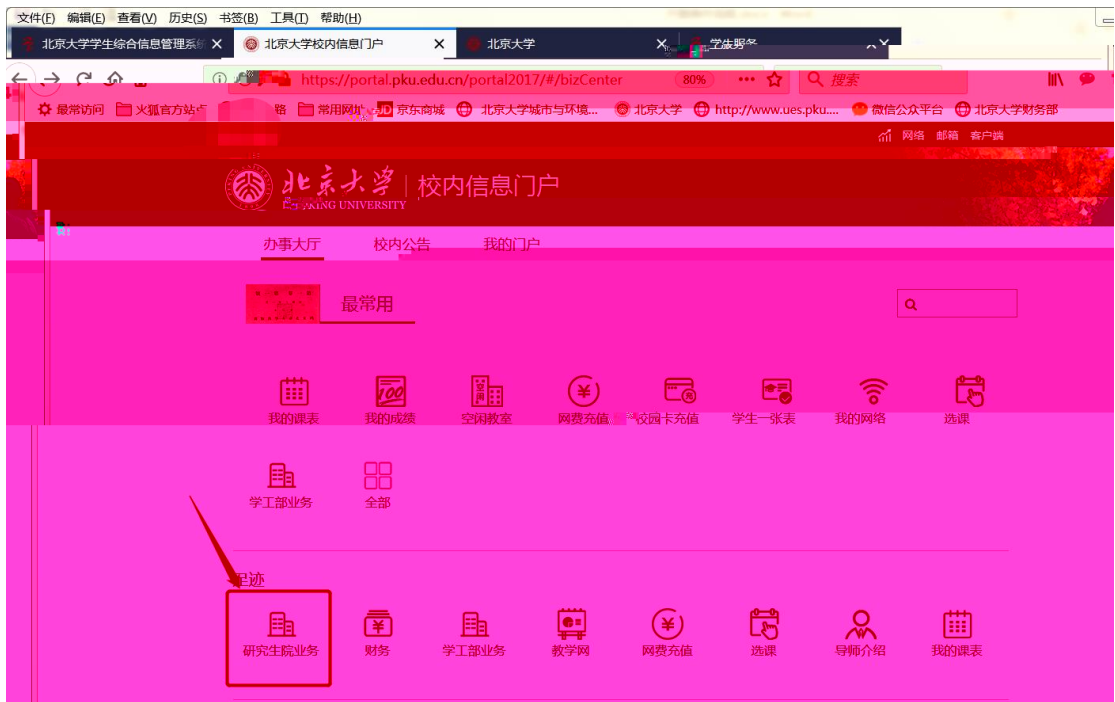 文件(F) 编辑(E) 查看(V) 历史(S) 书签(B) 工具(T) 帮助(H)
北京大学学生综合信息管理系统 北京大学校内信息门户 北京大学
https://portal.pku.edu.cn/portal2017/#/bizCenter 80% 搜索
最常访问 火狐官方站点 常用网址 JD 京东商城 北京大学城市与环境... 北京大学 http://www.ues.pku.... 微信公众平台 北京大学财务部
网络 邮箱 客户端
北京大学 校内信息门户
PEKING UNIVERSITY
办事大厅 校内公告 我的门户
最常用
100 空闲
我的课表 我的成绩 空闲教室 网费充值 校园卡充值 学生一张表 我的网络 选课
学工部业务 全部
足迹
研究生院业务 财务 学工部业务 教学网 网费充值 选课 导师介绍 我的课表